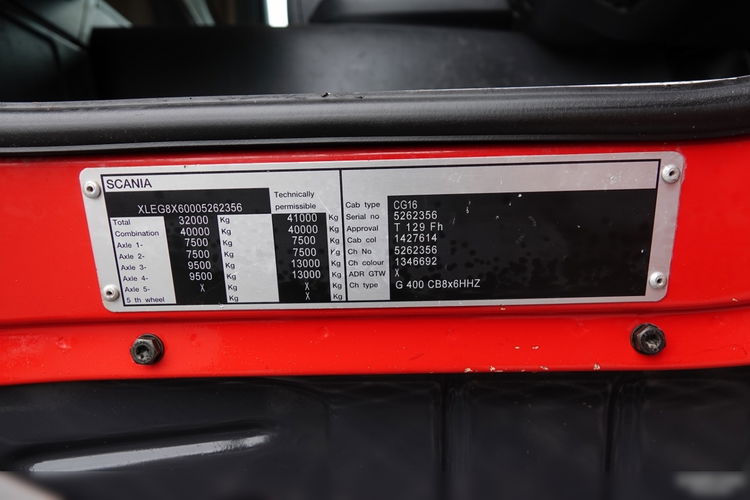 SCANIA
XLEG8X60005262356 Technically permissible
Total 32000 Kg 41000 Kg
Combination 40000 Kg 40000 Kg
Axle 1- 7500 Kg 7500 Kg
Axle 2- 7500 Kg 7500 Kg
Axle 3- 9500 Kg 13000 Kg
Axle 4- 9500 Kg 13000 Kg
Axle 5- X Kg X Kg
5 th wheel X Kg X Kg
Cab type CG16
Serial no 5262356
Approval T 129 Fh
Cab col 1427614
Ch No 5262356
Ch colour 1346692
ADR GTW X
Ch type G 400 CB8x6HHZ